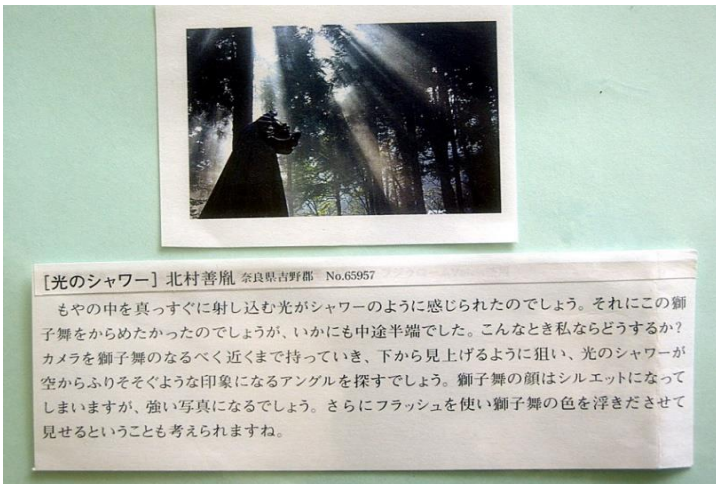 [光のシャワー] 北村善胤 奈良県吉野郡 No.65957
もやの中を真っすぐに射し込む光がシャワーのように感じられたのでしょう。それにこの獅
子舞をからめたかったのでしょうが、いかにも中途半端でした。こんなとき私ならどうするか?
カメラを獅子舞のなるべく近くまで持っていき、下から見上げるように狙い、光のシャワーが
空からふりそそぐような印象になるアングルを探すでしょう。獅子舞の顔はシルエットになって
しまいますが、強い写真になるでしょう。さらにフラッシュを使い獅子舞の色を浮きださせて
見せるということも考えられますね。